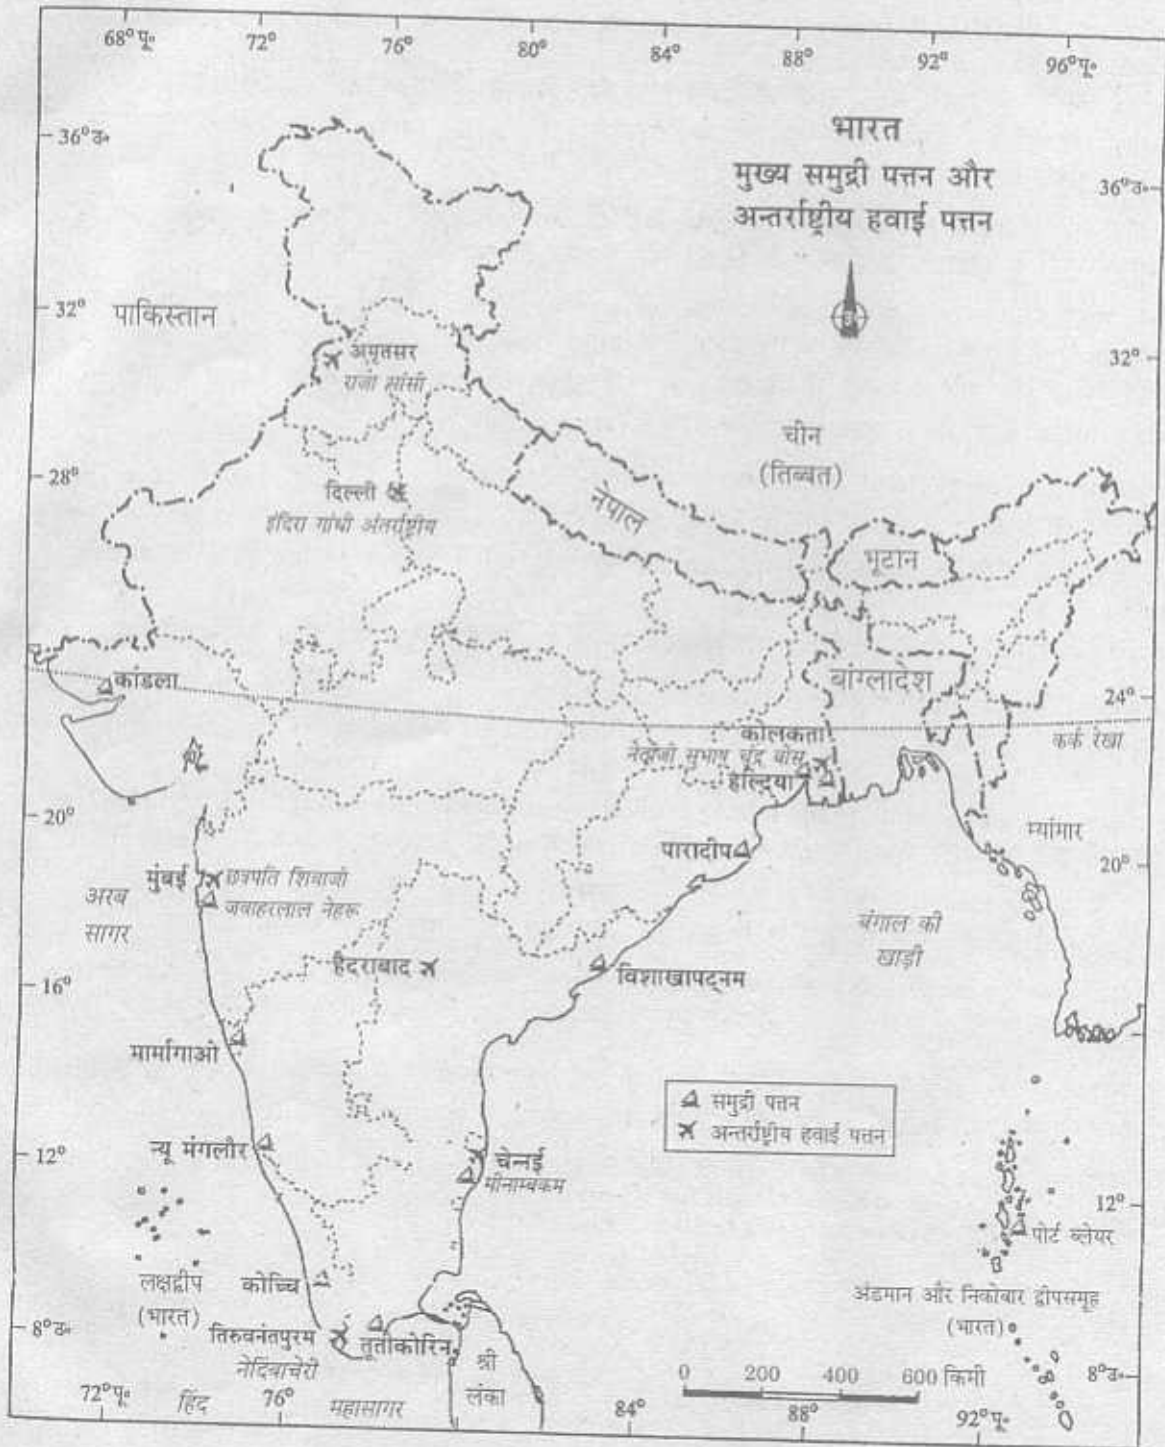 68° पू॰ 72° 76° 80° 84° 88° 92° 96° पू॰
भारत
मुख्य समुद्री पत्तन और
अन्तर्राष्ट्रीय हवाई पत्तन
36° उ॰
36° उ॰
32°
पाकिस्तान
32°
अमृतसर
राजा सांसी
चीन
(तिब्बत)
28°
दिल्ली
इंदिरा गांधी अंतर्राष्ट्रीय
नेपाल
भूटान
कांडला
बांग्लादेश
24°
कर्क रेखा
कोलकता
नेताजी सुभाष चंद्र बोस
हल्दिया
20°
म्यांमार
पारादीप
20°
मुंबई
छत्रपति शिवाजी
जवाहरलाल नेहरू
अरब
सागर
बंगाल की
खाड़ी
हैदराबाद
विशाखापट्नम
16°
मार्मागाओ
समुद्री पत्तन
अन्तर्राष्ट्रीय हवाई पत्तन
न्यू मंगलौर
12°
चेन्नई
मीनाम्बकम
12°
पोर्ट ब्लेयर
लक्षद्वीप
(भारत)
कोच्चि
अंडमान और निकोबार द्वीपसमूह
(भारत)
8° उ॰
तिरुवनंतपुरम
नेदिबाचेरी
तूतीकोरिन
श्री
लंका
0 200 400 600 किमी
8° उ॰
72° पू॰
हिंद
76°
महासागर
84°
88°
92° पू॰